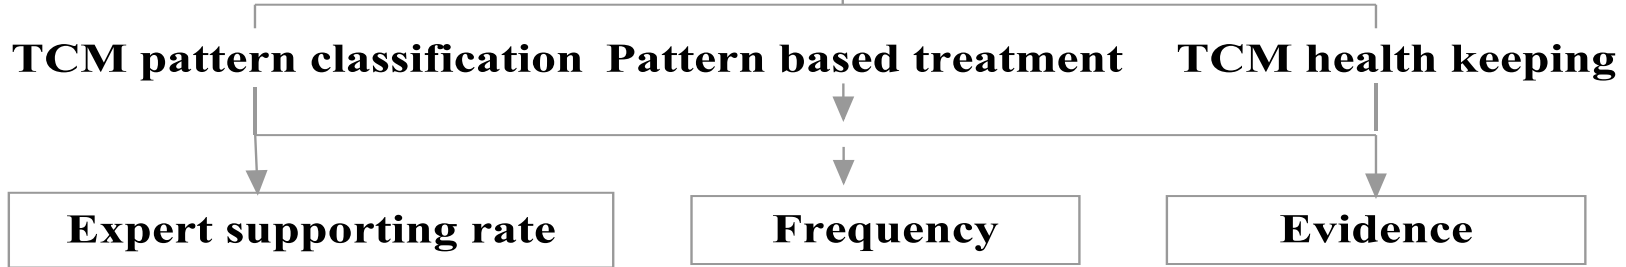 TCM pattern classification Pattern based treatment TCM health keeping
Expert supporting rate Frequency Evidence